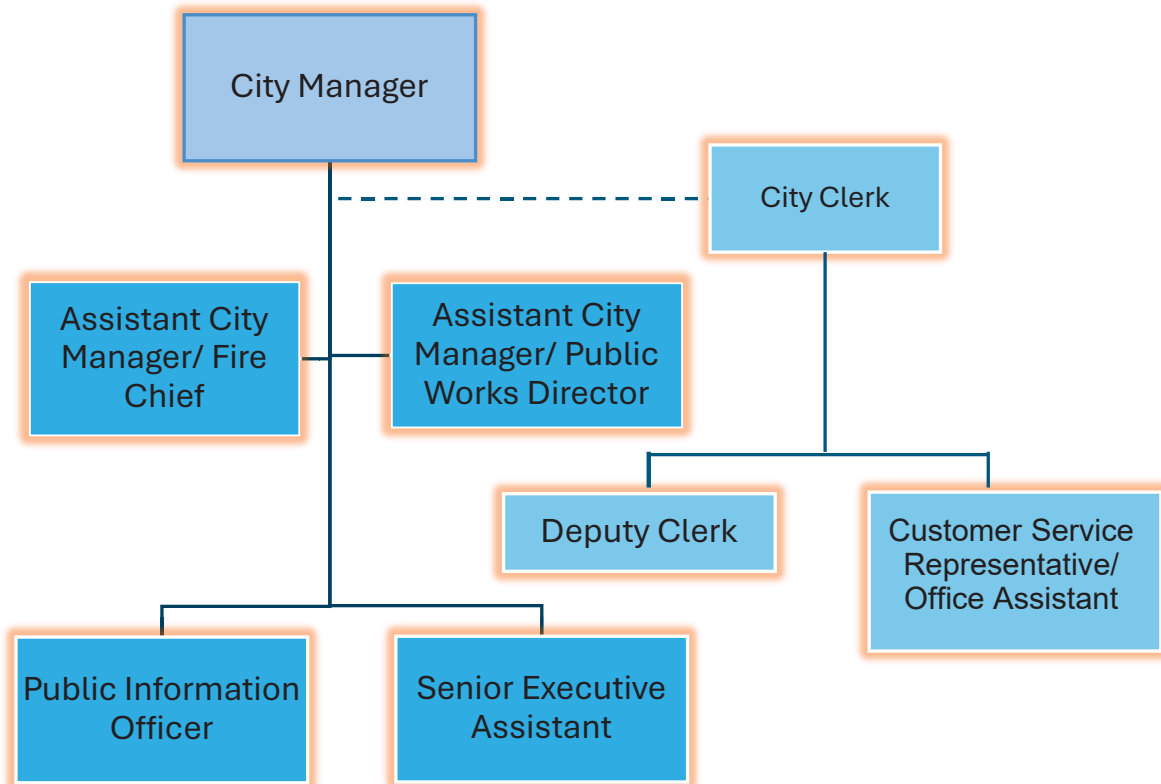 City Manager
City Clerk
Assistant City
Manager/ Fire
Chief
Assistant City
Manager/ Public
Works Director
Deputy Clerk
Customer Service
Representative/
Office Assistant
Public Information
Officer
Senior Executive
Assistant